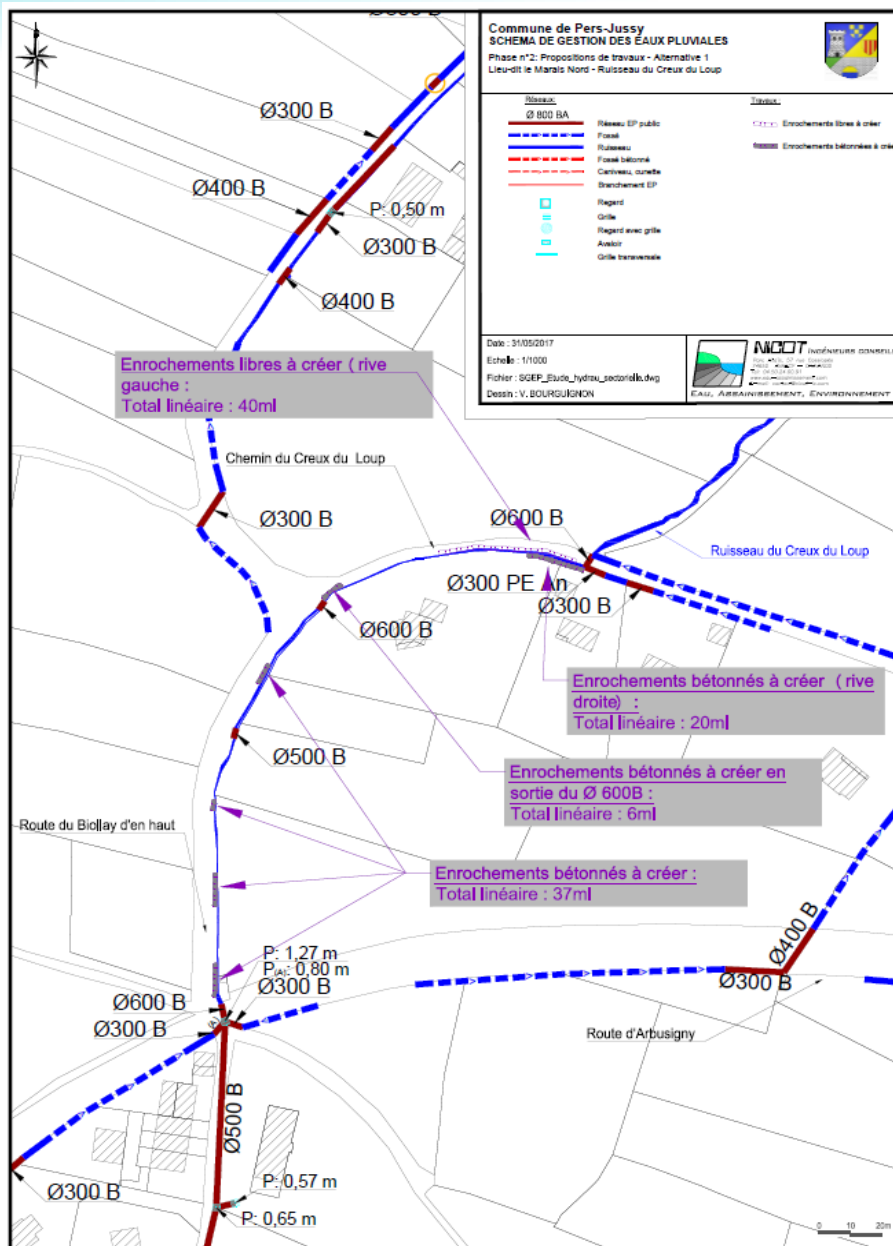 Commune de Pers-Jussy
SCHEMA DE GESTION DES EAUX PLUVIALES
Phase n°2: Propositions de travaux - Alternative 1
Lieu-dit le Marais Nord - Ruisseau du Creux du Loup
Réseaux:
Travaux :
Ø 800 BA
Réseau EP public
Fossé
Ruisseau
Fossé bétonné
Caniveau, cunette
Branchement EP
Regard
Grille
Regard avec grille
Avaloir
Grille transversale
Enrochements libres à créer
Enrochements bétonnées à crée
Date : 31/05/2017
Echelle : 1/1000
Fichier : SGEP_Etude_hydrau_sectorielle.dwg
Dessin : V. BOURGUIGNON
NICOT INGÉNIEURS CONSEIL
EAU, ASSAINISSEMENT, ENVIRONNEMENT
Ø300 B
Ø400 B
P: 0,50 m
Ø300 B
Ø400 B
Enrochements libres à créer ( rive
gauche :
Total linéaire : 40ml
Chemin du Creux du Loup
Ø300 B
Ø600 B
Ruisseau du Creux du Loup
Ø300 PE An
Ø300 B
Ø600 B
Enrochements bétonnés à créer ( rive
droite) :
Total linéaire : 20ml
Ø500 B
Enrochements bétonnés à créer en
sortie du Ø 600B :
Total linéaire : 6ml
Route du Biollay d'en haut
Enrochements bétonnés à créer :
Total linéaire : 37ml
P: 1,27 m
P(A): 0,80 m
Ø300 B
Ø600 B
Ø300 B
(A)
Ø400 B
Ø300 B
Route d'Arbusigny
Ø500 B
Ø300 B
P: 0,57 m
P: 0,65 m
0 10 20m